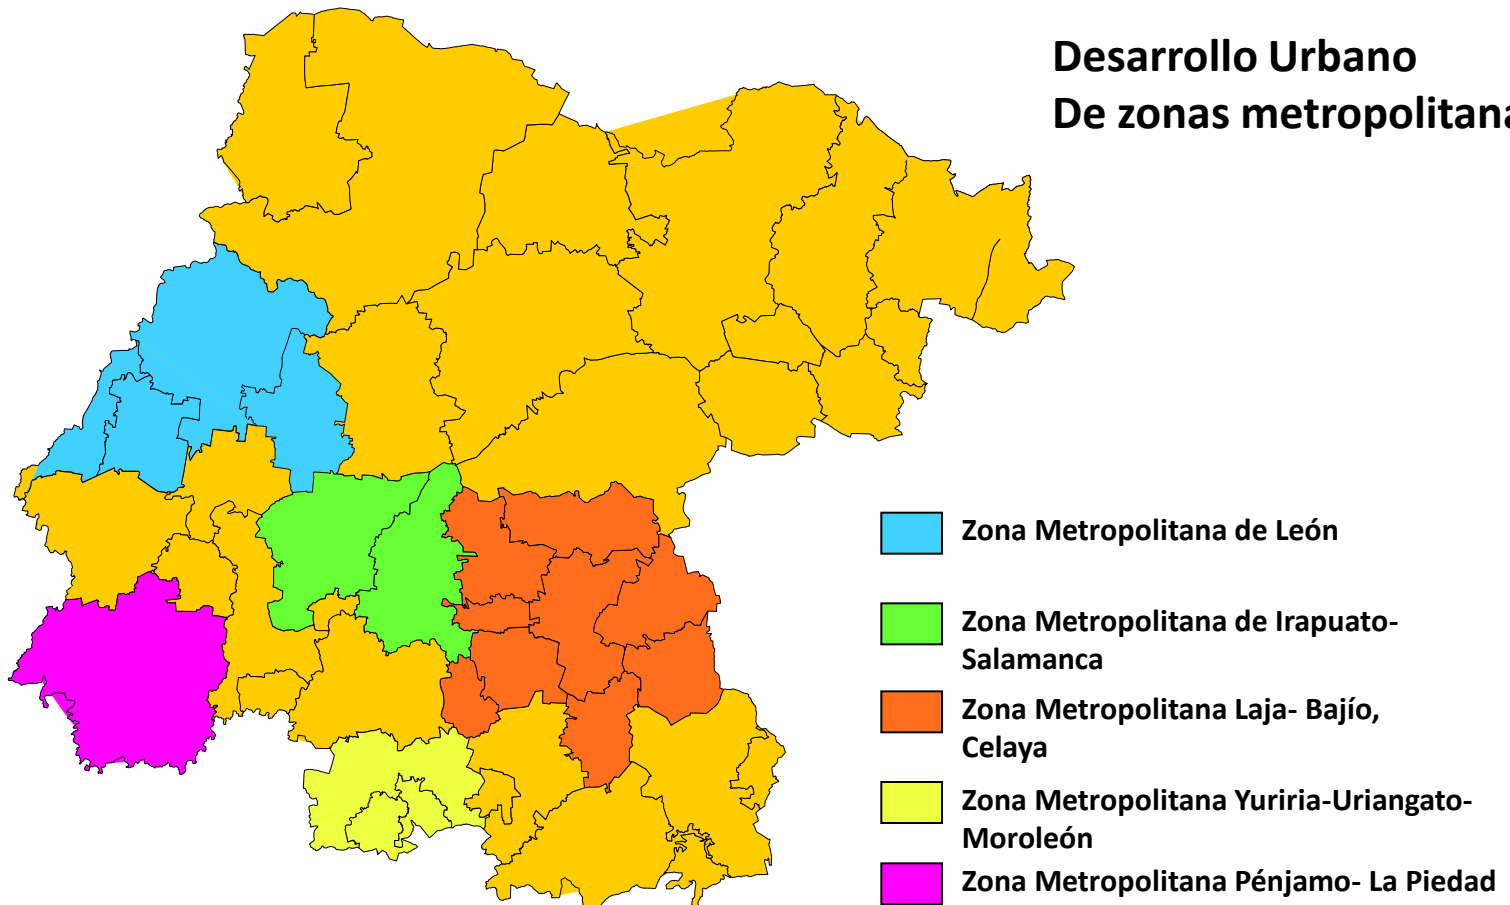 Desarrollo Urbano
De zonas metropolitana
Zona Metropolitana de León
Zona Metropolitana de Irapuato-
Salamanca
Zona Metropolitana Laja- Bajío,
Celaya
Zona Metropolitana Yuriria-Uriangato-
Moroleón
Zona Metropolitana Pénjamo- La Piedad